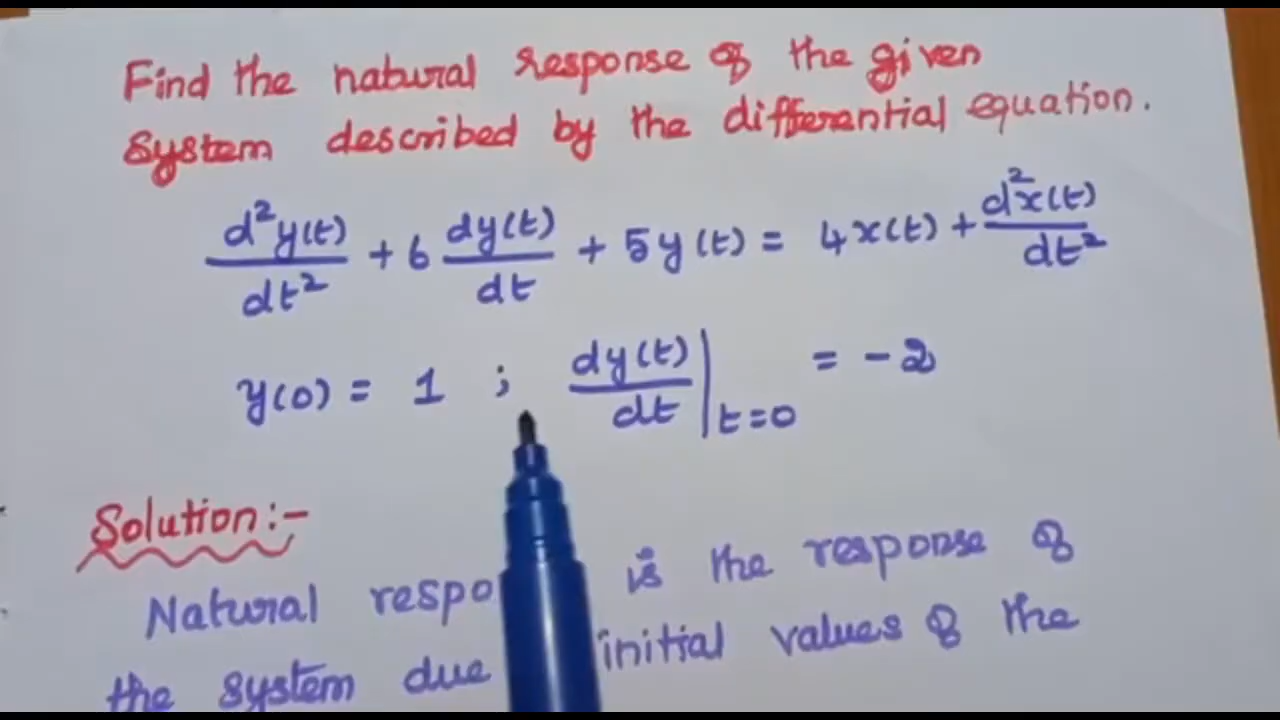 Find the natural response of the given
system described by the differential equation.
d²y(t)/dt² + 6 dy(t)/dt + 5y(t) = 4x(t) + d²x(t)/dt²
y(0) = 1 ; dy(t)/dt |t=0 = -2
Solution:-
Natural is the response of
the system due initial values of the